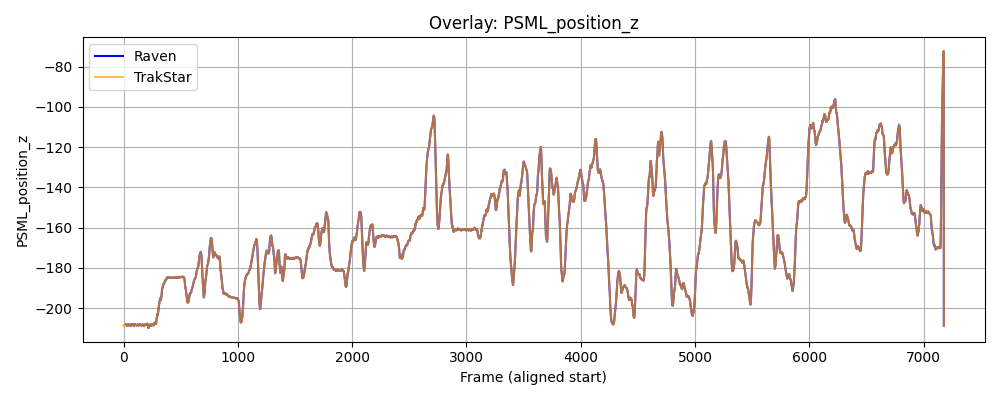 Overlay: PSML_position_z
Raven
TrakStar
−80
−100
−120
−140
−160
−180
−200
PSML_position_z
0 1000 2000 3000 4000 5000 6000 7000
Frame (aligned start)